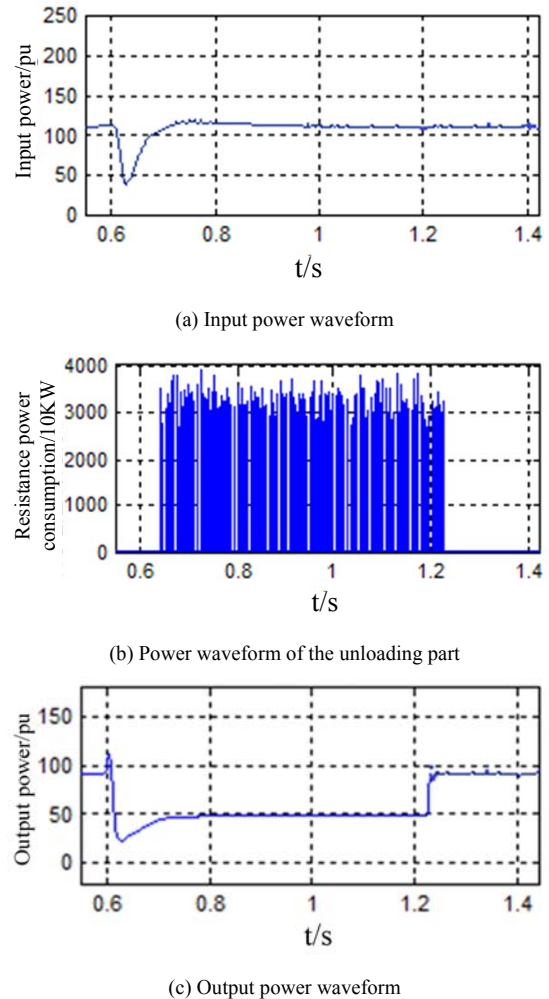 250
200
150
100
50
0
Input power/pu
0.6 0.8 1 1.2 1.4
t/s
(a) Input power waveform
4000
3000
2000
1000
0
Resistance power
consumption/10KW
0.6 0.8 1 1.2 1.4
t/s
(b) Power waveform of the unloading part
150
100
50
0
Output power/pu
0.6 0.8 1 1.2 1.4
t/s
(c) Output power waveform